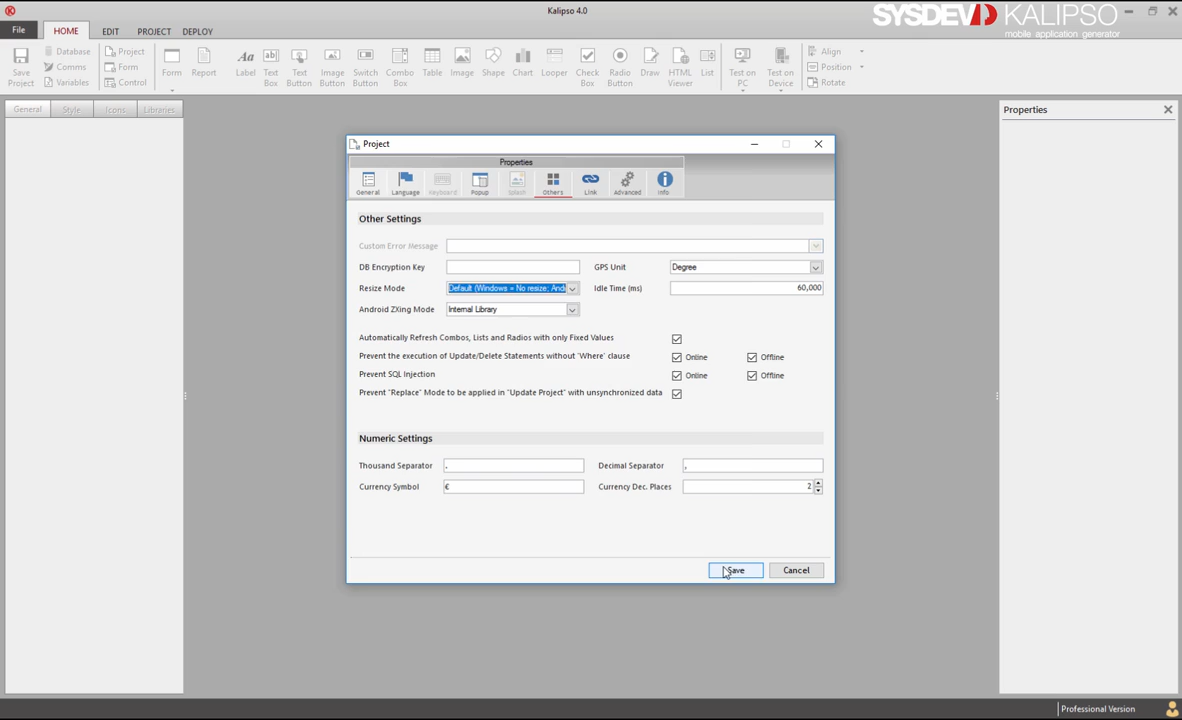 Kalipso 4.0
SYSDEV KALIPSO
mobile application generator
File HOME EDIT PROJECT DEPLOY
Save Project
Database
Comms
Variables
Project
Form
Control
Form
Report
Label
Text Box
Text Button
Image Button
Switch Button
Combo Box
Table
Image
Shape
Chart
Looper
Check Box
Radio Button
Draw
HTML Viewer
List
Test on PC
Test on Device
Align
Position
Rotate
General Style Icons Libraries
Properties
Project
Properties
General Language Keyboard Popup Splash Others Link Advanced Info
Other Settings
Custom Error Message
DB Encryption Key GPS Unit Degree
Resize Mode Default (Windows = No resize; And Idle Time (ms) 60,000
Android ZXing Mode Internal Library
Automatically Refresh Combos, Lists and Radios with only Fixed Values
Prevent the execution of Update/Delete Statements without 'Where' clause Online Offline
Prevent SQL Injection Online Offline
Prevent "Replace" Mode to be applied in "Update Project" with unsynchronized data
Numeric Settings
Thousand Separator Decimal Separator ,
Currency Symbol € Currency Dec. Places 2
Save Cancel
Professional Version